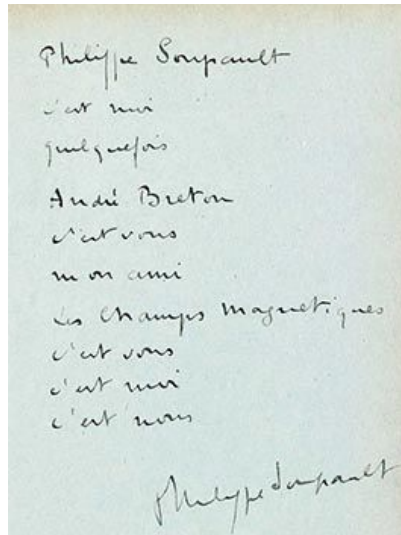 Philippe Soupault
c'est moi
quelquefois
André Breton
c'est vous
mon ami
Les Champs Magnétiques
c'est vous
c'est moi
c'est nous
Philippe Soupault